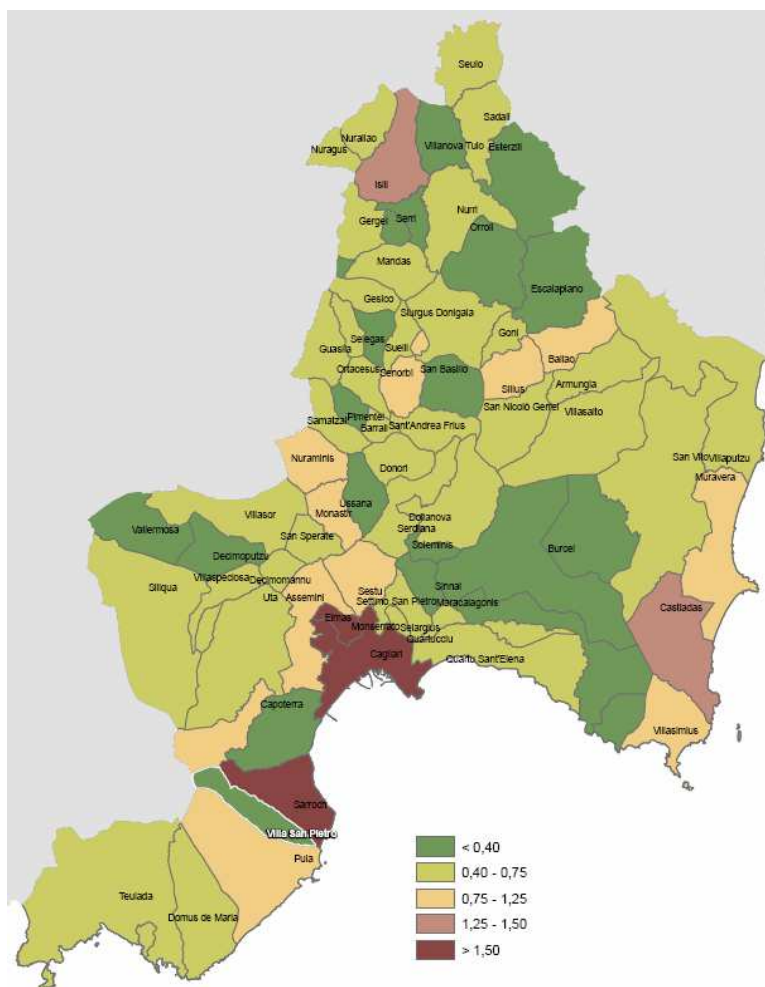 Seulo
Sadali
Nurallao
Nuragus
Villanova Tulo
Esterzili
Isili
Nurri
Gergei
Serri
Orroli
Mandas
Escalaplano
Gesico
Siurgus Donigala
Goni
Selegas
Guasila
Suelli
Ballao
Ortacesus
Senorbì
San Basilio
Silius
Armungia
San Nicolò Gerrei
Villasalto
Samatzai
Pimentel
Barrali
Sant'Andrea Frius
San Vito
Villaputzu
Nuraminis
Donori
Muravera
Ussana
Villasor
Monastir
Dolianova
Vallermosa
San Sperate
Serdiana
Soleminis
Burcei
Decimoputzu
Siliqua
Villaspeciosa
Decimomannu
Sestu
Sinnai
Uta
Assemini
Settimo San Pietro
Maracalagonis
Castiadas
Elmas
Monserrato
Selargius
Quartucciu
Cagliari
Quartu Sant'Elena
Capoterra
Villasimius
Sarroch
Villa San Pietro
Pula
Teulada
Domus de Maria
< 0,40
0,40 - 0,75
0,75 - 1,25
1,25 - 1,50
> 1,50